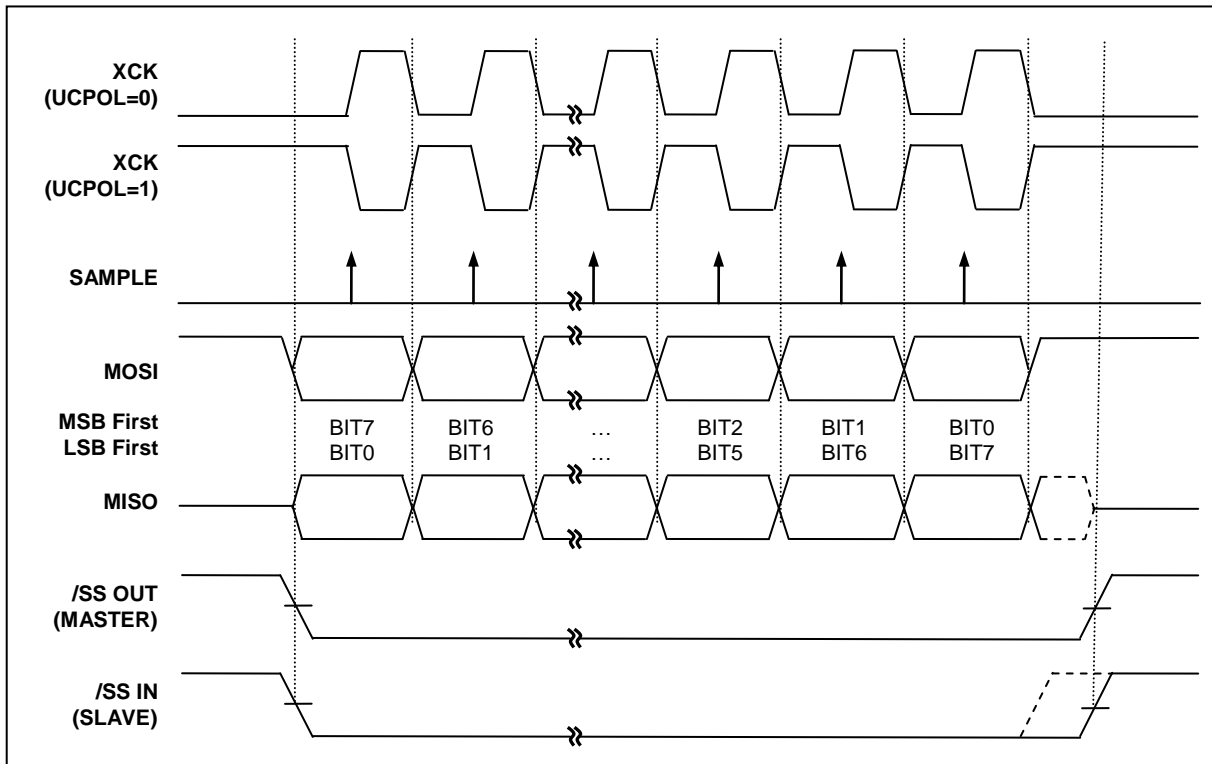 XCK
(UCPOL=0)
XCK
(UCPOL=1)
SAMPLE
MOSI
MSB First
LSB First
BIT7 BIT6 … BIT2 BIT1 BIT0
BIT0 BIT1 … BIT5 BIT6 BIT7
MISO
/SS OUT
(MASTER)
/SS IN
(SLAVE)